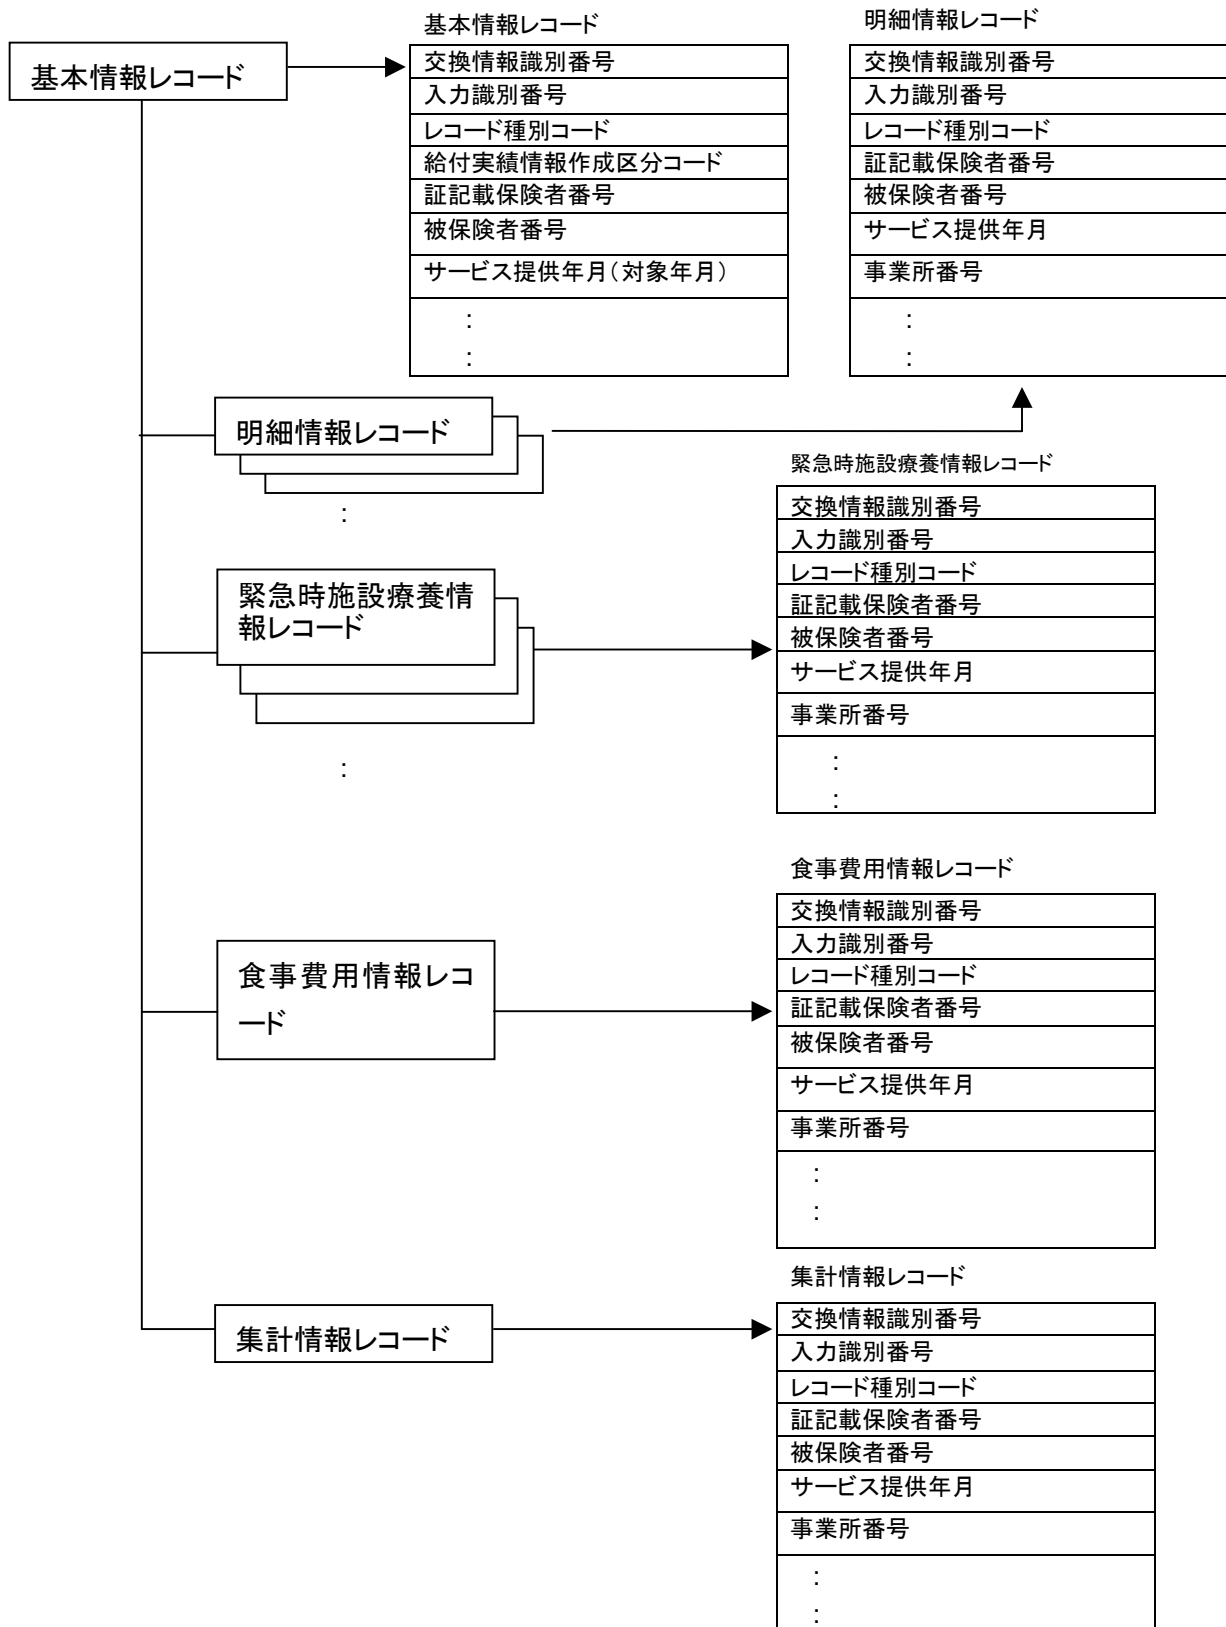 基本情報レコード
基本情報レコード
交換情報識別番号
入力識別番号
レコード種別コード
給付実績情報作成区分コード
証記載保険者番号
被保険者番号
サービス提供年月（対象年月）
：
：
明細情報レコード
交換情報識別番号
入力識別番号
レコード種別コード
証記載保険者番号
被保険者番号
サービス提供年月
事業所番号
：
：
明細情報レコード
：
緊急時施設療養情報レコード
交換情報識別番号
入力識別番号
レコード種別コード
証記載保険者番号
被保険者番号
サービス提供年月
事業所番号
：
：
緊急時施設療養情
報レコード
：
食事費用情報レコード
交換情報識別番号
入力識別番号
レコード種別コード
証記載保険者番号
被保険者番号
サービス提供年月
事業所番号
：
：
食事費用情報レコ
ード
集計情報レコード
交換情報識別番号
入力識別番号
レコード種別コード
証記載保険者番号
被保険者番号
サービス提供年月
事業所番号
：
：
集計情報レコード